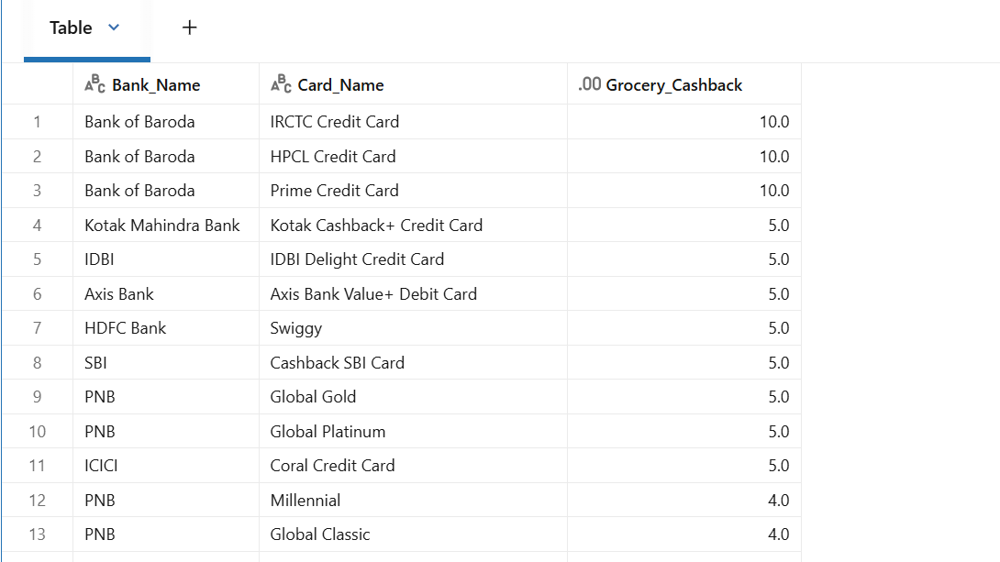 Table +
ABC Bank_Name ABC Card_Name .00 Grocery_Cashback
1 Bank of Baroda IRCTC Credit Card 10.0
2 Bank of Baroda HPCL Credit Card 10.0
3 Bank of Baroda Prime Credit Card 10.0
4 Kotak Mahindra Bank Kotak Cashback+ Credit Card 5.0
5 IDBI IDBI Delight Credit Card 5.0
6 Axis Bank Axis Bank Value+ Debit Card 5.0
7 HDFC Bank Swiggy 5.0
8 SBI Cashback SBI Card 5.0
9 PNB Global Gold 5.0
10 PNB Global Platinum 5.0
11 ICICI Coral Credit Card 5.0
12 PNB Millennial 4.0
13 PNB Global Classic 4.0